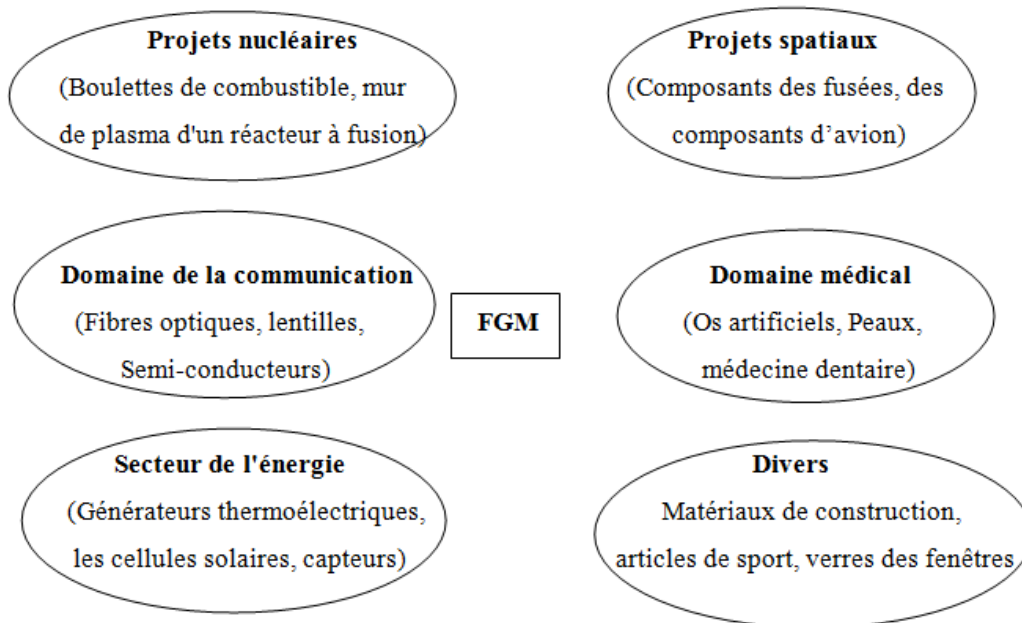 Projets nucléaires
(Boulettes de combustible, mur
de plasma d'un réacteur à fusion)
Projets spatiaux
(Composants des fusées, des
composants d’avion)
Domaine de la communication
(Fibres optiques, lentilles,
Semi-conducteurs)
FGM
Domaine médical
(Os artificiels, Peaux,
médecine dentaire)
Secteur de l'énergie
(Générateurs thermoélectriques,
les cellules solaires, capteurs)
Divers
Matériaux de construction,
articles de sport, verres des fenêtres